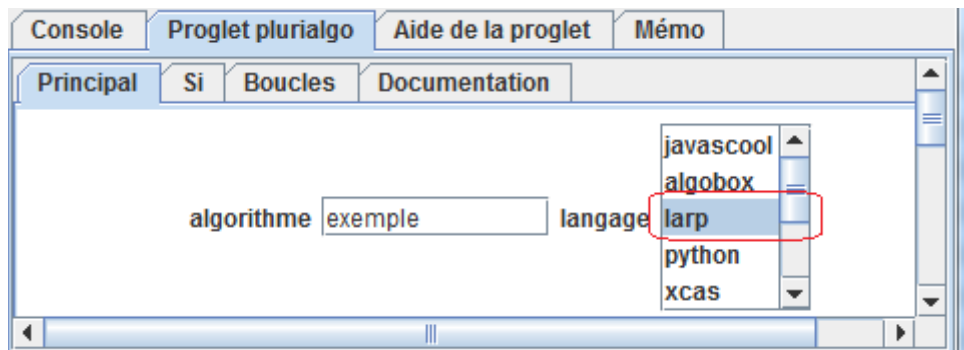 Console Proglet plurialgo Aide de la proglet Mémo
Principal Si Boucles Documentation
javascool
algobox
algorithme exemple langage larp
python
xcas